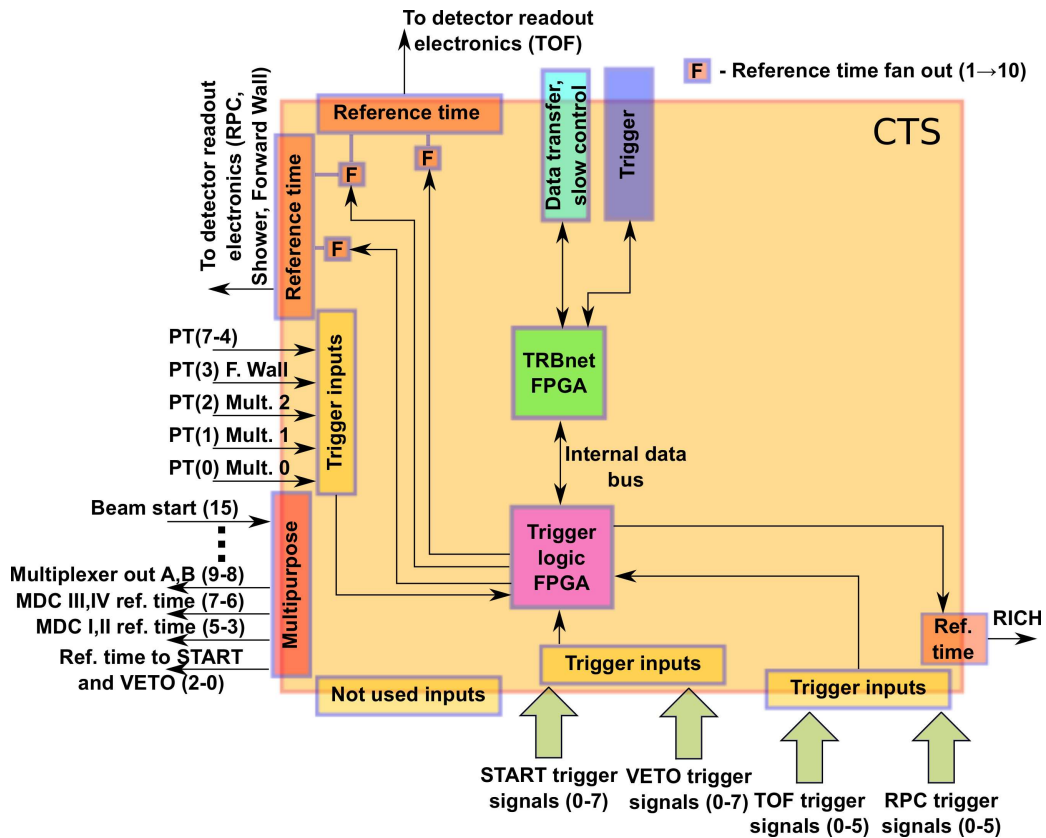 To detector readout
electronics (TOF)
F - Reference time fan out (1→10)
CTS
Reference time
F
F
F
To detector readout
electronics (RPC,
Shower, Forward Wall)
Reference time
Data transfer,
slow control
Trigger
PT(7-4)
PT(3) F. Wall
PT(2) Mult. 2
PT(1) Mult. 1
PT(0) Mult. 0
Trigger inputs
TRBnet
FPGA
Internal data
bus
Beam start (15)
Multiplexer out A,B (9-8)
MDC III,IV ref. time (7-6)
MDC I,II ref. time (5-3)
Ref. time to START
and VETO (2-0)
Multipurpose
Trigger
logic
FPGA
Ref.
time
RICH
Trigger inputs
Trigger inputs
Not used inputs
START trigger
signals (0-7)
VETO trigger
signals (0-7)
TOF trigger
signals (0-5)
RPC trigger
signals (0-5)